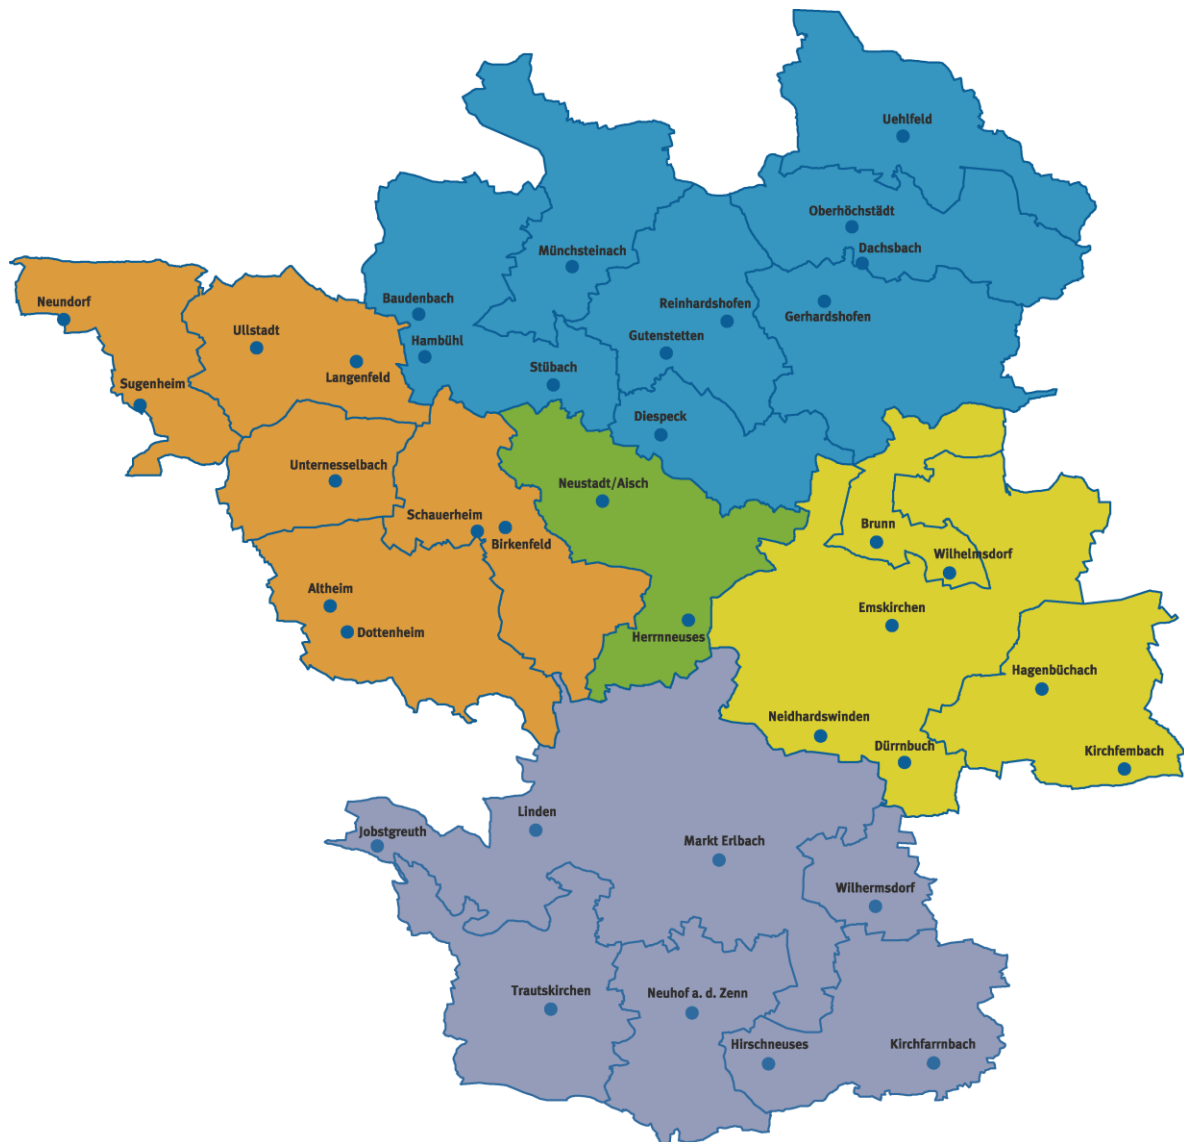 Uehlfeld
Oberhöchstädt
Dachsbach
Münchsteinach
Baudenbach
Reinhardshofen
Gerhardshofen
Neundorf
Ullstadt
Hambühl
Gutenstetten
Langenfeld
Stübach
Sugenheim
Diespeck
Unternesselbach
Neustadt/Aisch
Schauerheim
Birkenfeld
Brunn
Wilhelmsdorf
Altheim
Dottenheim
Herrnneuses
Emskirchen
Hagenbüchach
Neidhardswinden
Dürrnbuch
Kirchfembach
Linden
Jobstgreuth
Markt Erlbach
Wilhermsdorf
Trautskirchen
Neuhof a. d. Zenn
Hirschneuses
Kirchfarrnbach